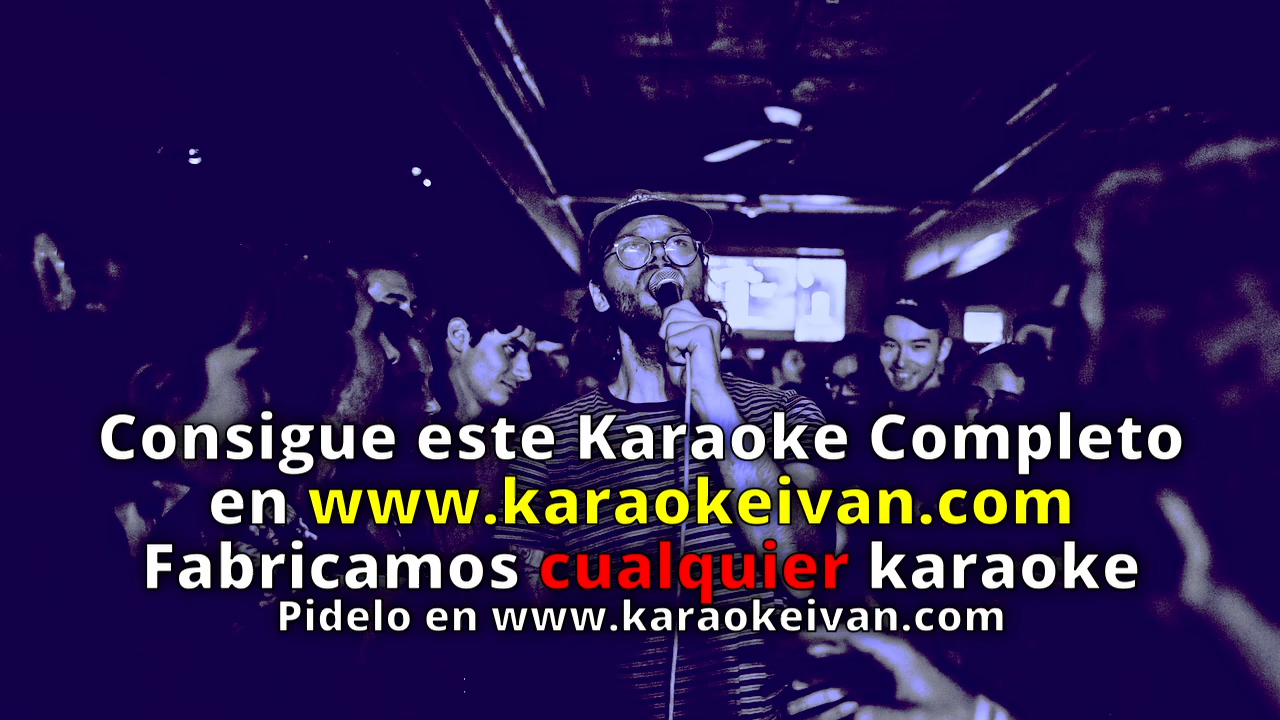 Consigue este Karaoke Completo
en www.karaokeivan.com
Fabricamos cualquier karaoke
Pidelo en www.karaokeivan.com